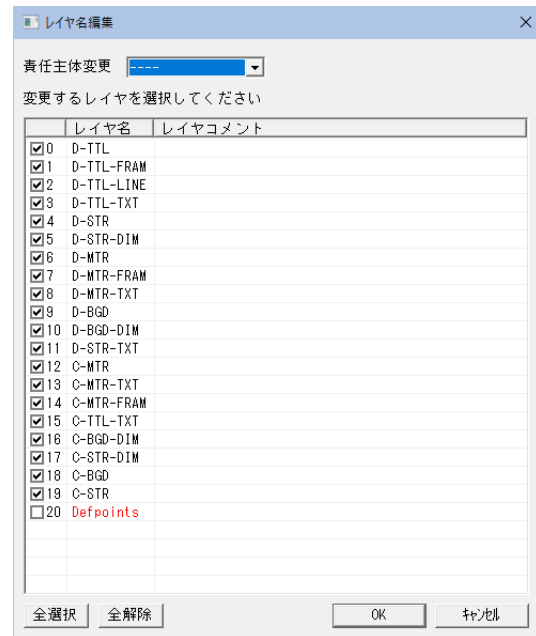 レイヤ名編集
責任主体変更 ----
変更するレイヤを選択してください
レイヤ名 レイヤコメント
0 D-TTL
1 D-TTL-FRAM
2 D-TTL-LINE
3 D-TTL-TXT
4 D-STR
5 D-STR-DIM
6 D-MTR
7 D-MTR-FRAM
8 D-MTR-TXT
9 D-BGD
10 D-BGD-DIM
11 D-STR-TXT
12 C-MTR
13 C-MTR-TXT
14 C-MTR-FRAM
15 C-TTL-TXT
16 C-BGD-DIM
17 C-STR-DIM
18 C-BGD
19 C-STR
20 Defpoints
全選択 全解除 OK ｷｬﾝｾﾙ